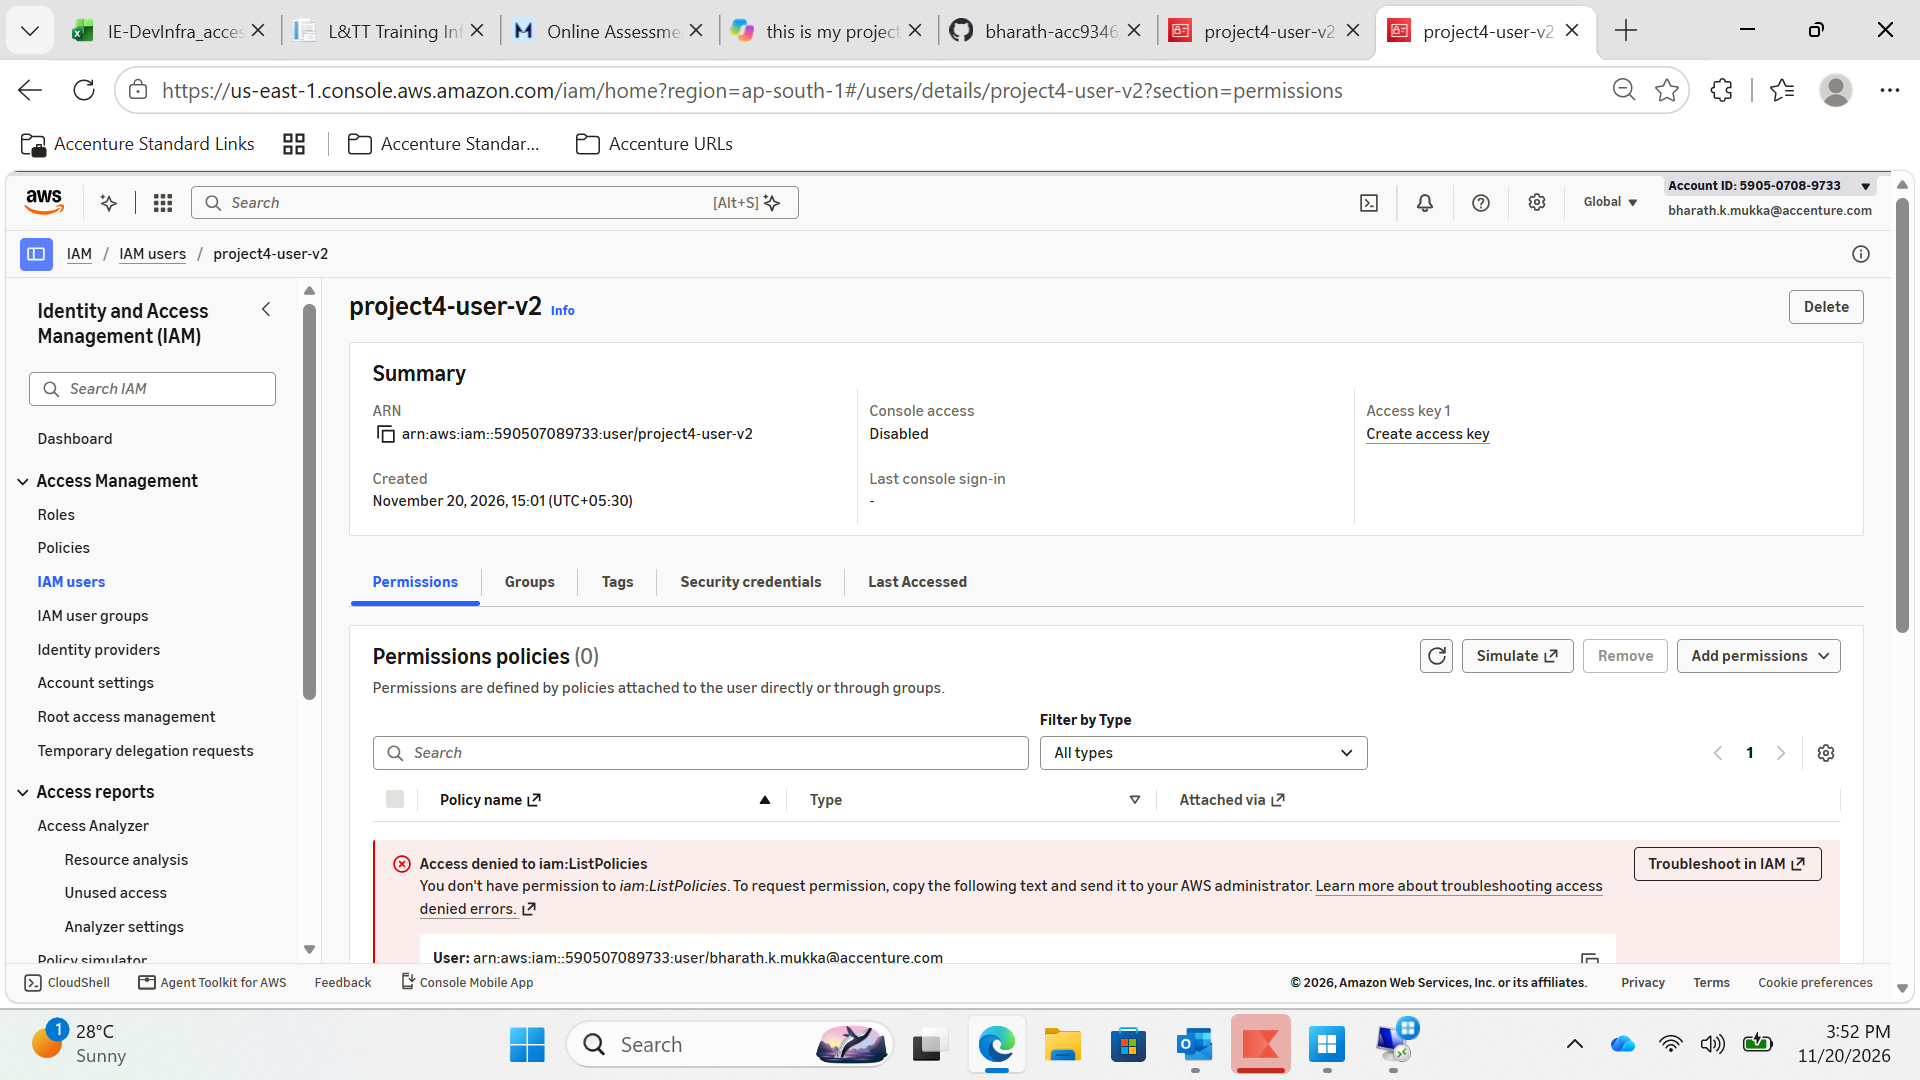 IE-DevInfra_acces
L&TT Training Inf
Online Assessme
this is my project
bharath-acc9346
project4-user-v2
project4-user-v2
https://us-east-1.console.aws.amazon.com/iam/home?region=ap-south-1#/users/details/project4-user-v2?section=permissions
Accenture Standard Links
Accenture Standar...
Accenture URLs
aws
Search
[Alt+S]
Global
Account ID: 5905-0708-9733
bharath.k.mukka@accenture.com
IAM / IAM users / project4-user-v2
Identity and Access Management (IAM)
Search IAM
Dashboard
Access Management
Roles
Policies
IAM users
IAM user groups
Identity providers
Account settings
Root access management
Temporary delegation requests
Access reports
Access Analyzer
Resource analysis
Unused access
Analyzer settings
Policy simulator
project4-user-v2 Info
Delete
Summary
ARN
arn:aws:iam::590507089733:user/project4-user-v2
Created
November 20, 2026, 15:01 (UTC+05:30)
Console access
Disabled
Last console sign-in
-
Access key 1
Create access key
Permissions
Groups
Tags
Security credentials
Last Accessed
Permissions policies (0)
Permissions are defined by policies attached to the user directly or through groups.
Simulate
Remove
Add permissions
Filter by Type
Search
All types
1
Policy name
Type
Attached via
Access denied to iam:ListPolicies
You don't have permission to iam:ListPolicies. To request permission, copy the following text and send it to your AWS administrator. Learn more about troubleshooting access
denied errors.
Troubleshoot in IAM
User: arn:aws:iam::590507089733:user/bharath.k.mukka@accenture.com
CloudShell
Agent Toolkit for AWS
Feedback
Console Mobile App
© 2026, Amazon Web Services, Inc. or its affiliates.
Privacy
Terms
Cookie preferences
1
28°C
Sunny
Search
3:52 PM
11/20/2026